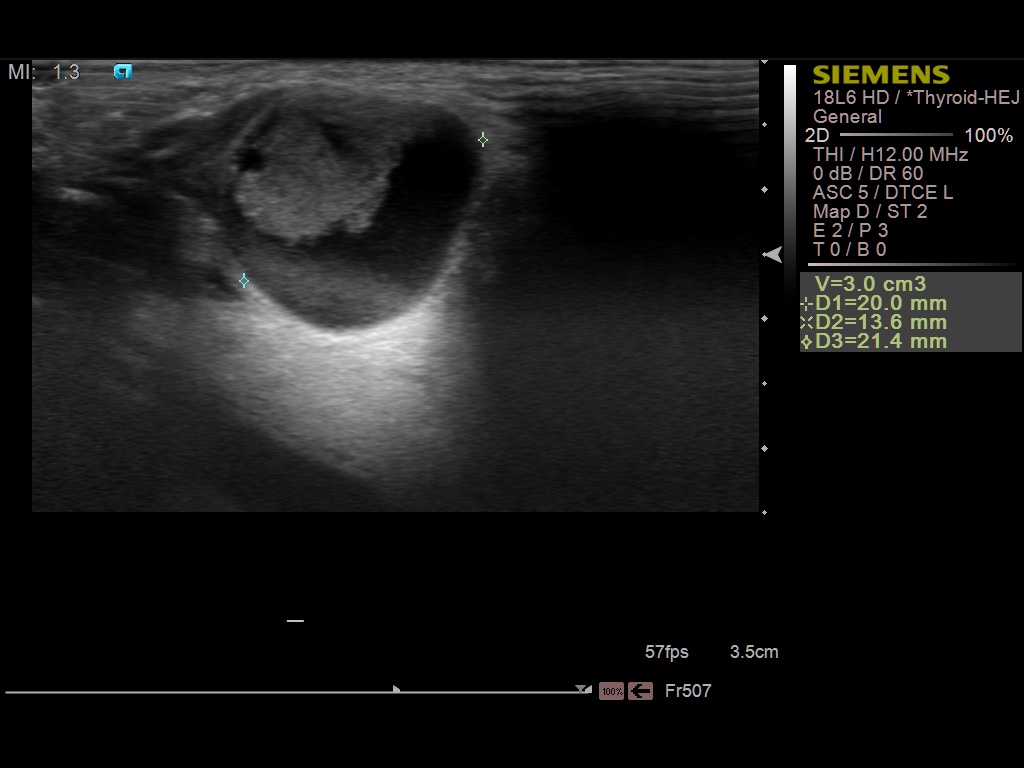 MI: 1.3
SIEMENS
18L6 HD / *Thyroid-HEJ
General
2D 100%
THI / H12.00 MHz
0 dB / DR 60
ASC 5 / DTCE L
Map D / ST 2
E 2 / P 3
T 0 / B 0
V=3.0 cm3
D1=20.0 mm
D2=13.6 mm
D3=21.4 mm
57fps 3.5cm
100% Fr507